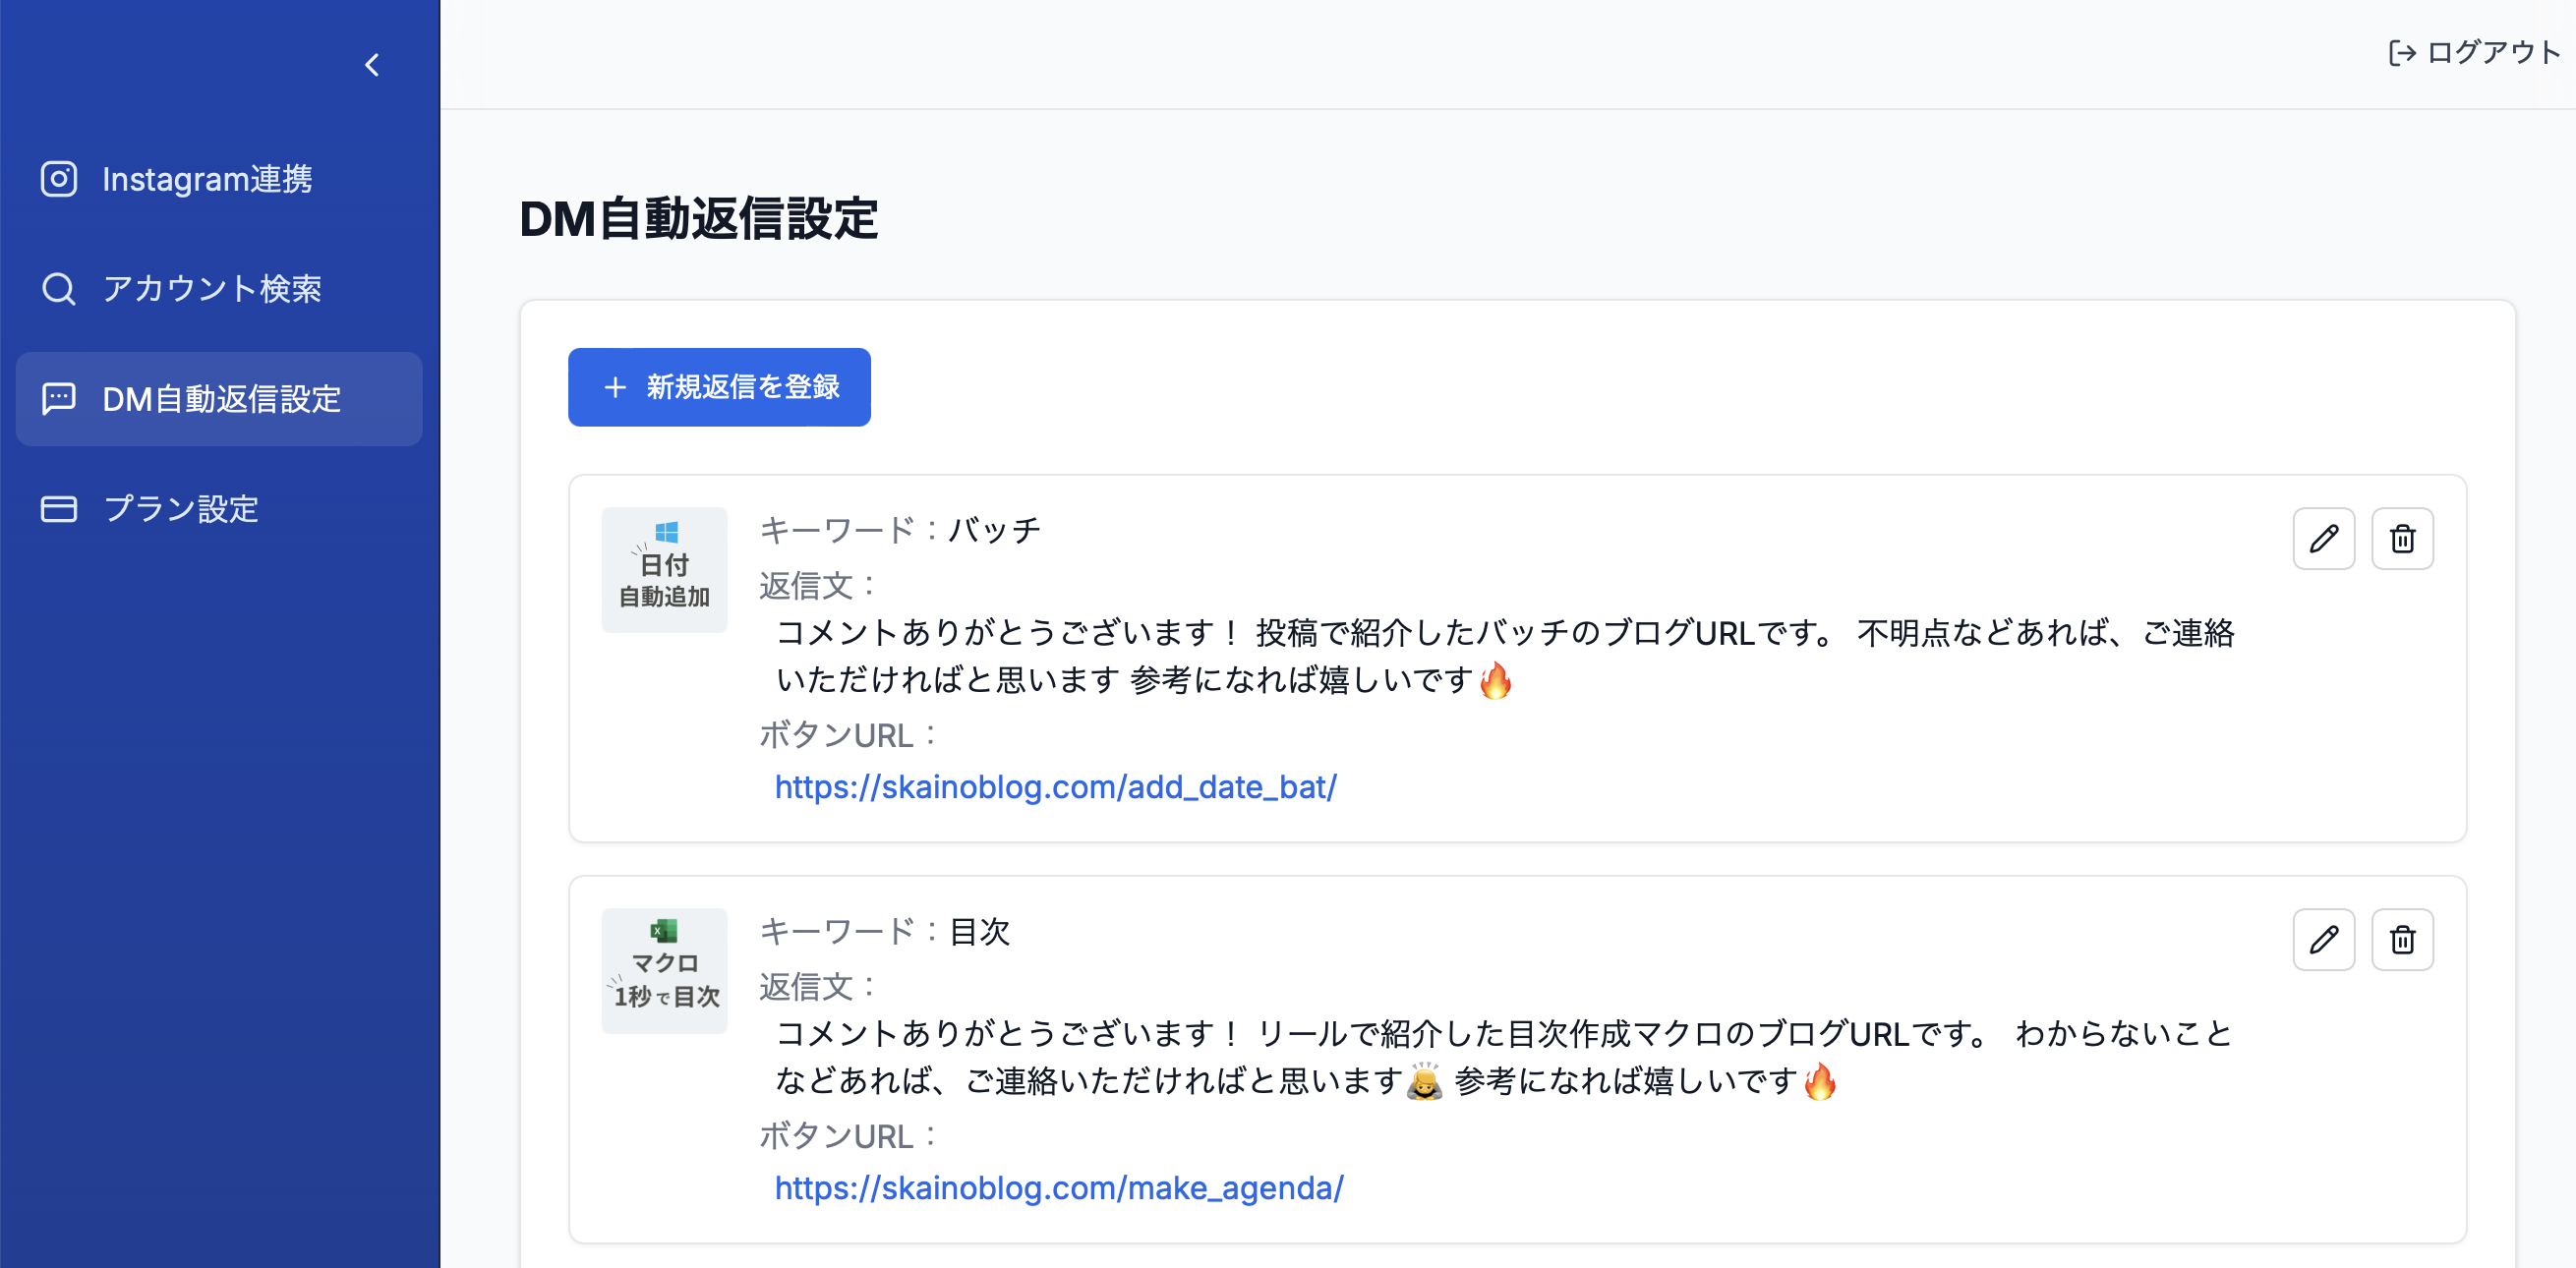 ログアウト
Instagram連携
アカウント検索
DM自動返信設定
プラン設定
DM自動返信設定
+ 新規返信を登録
日付
自動追加
キーワード：バッチ
返信文：
コメントありがとうございます！ 投稿で紹介したバッチのブログURLです。 不明点などあれば、ご連絡
いただければと思います 参考になれば嬉しいです🔥
ボタンURL：
https://skainoblog.com/add_date_bat/
マクロ
1秒で目次
キーワード：目次
返信文：
コメントありがとうございます！ リールで紹介した目次作成マクロのブログURLです。 わからないこと
などあれば、ご連絡いただければと思います🙇 参考になれば嬉しいです🔥
ボタンURL：
https://skainoblog.com/make_agenda/